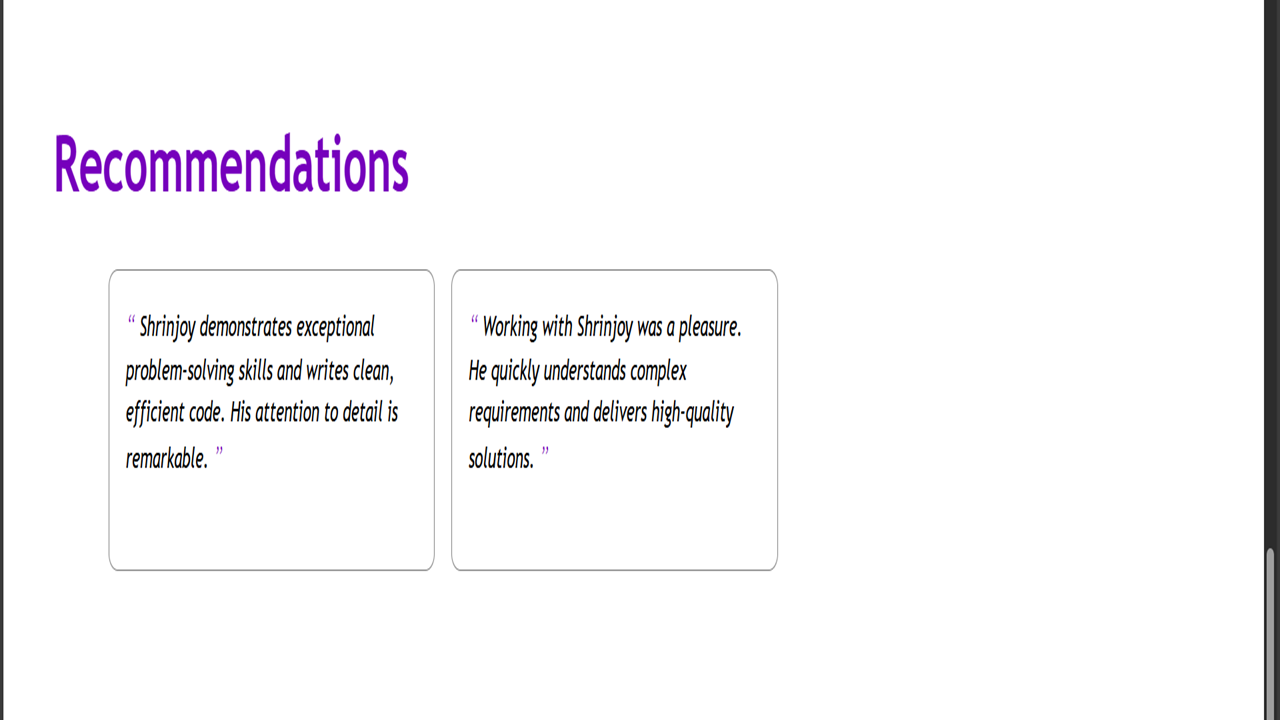 Recommendations
“ Shrinjoy demonstrates exceptional
problem-solving skills and writes clean,
efficient code. His attention to detail is
remarkable. ”
“ Working with Shrinjoy was a pleasure.
He quickly understands complex
requirements and delivers high-quality
solutions. ”